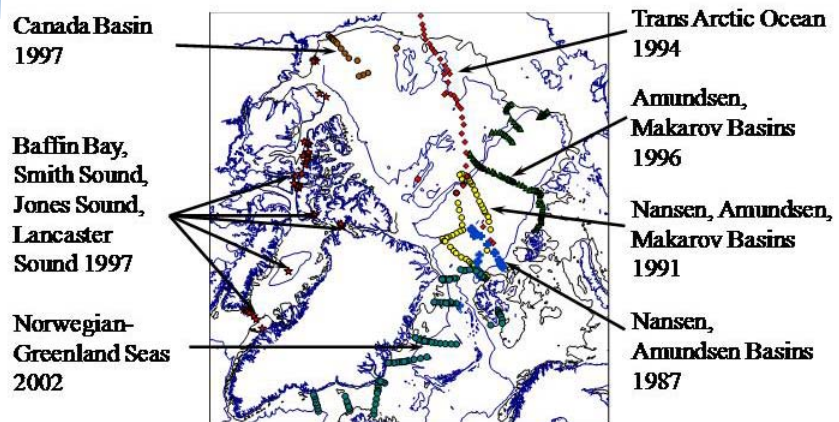 Canada Basin
1997
Baffin Bay,
Smith Sound,
Jones Sound,
Lancaster
Sound 1997
Norwegian-
Greenland Seas
2002
Trans Arctic Ocean
1994
Amundsen,
Makarov Basins
1996
Nansen, Amundsen,
Makarov Basins
1991
Nansen,
Amundsen Basins
1987